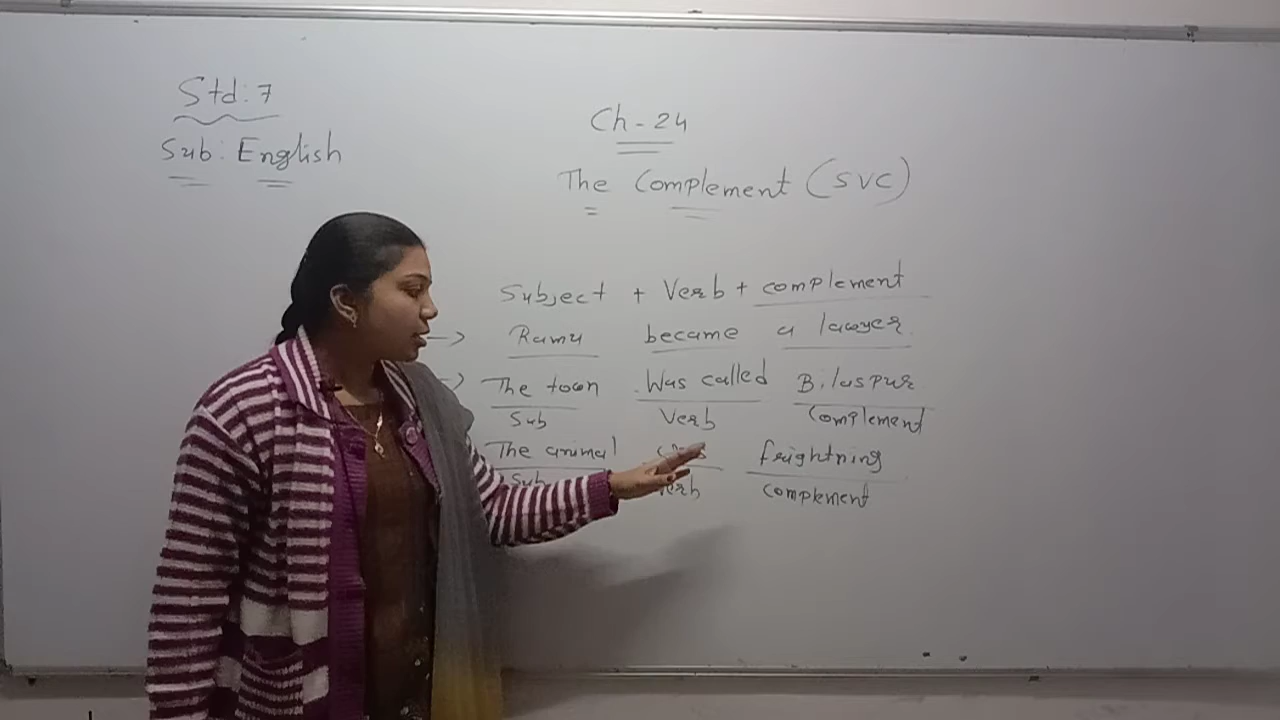 Std: 7
Sub: English
Ch - 24
The Complement (SVC)
Subject + Verb + complement
→ Ramu became a lawyer.
→ The town Was called Bilaspur
Sub Verb Complement
The animal frightning
Sub Verb complement